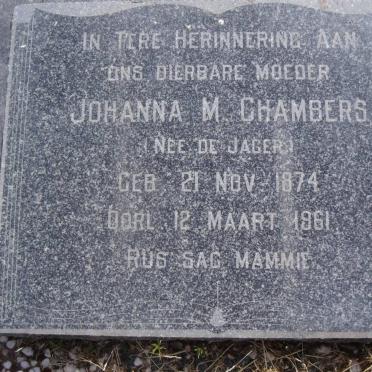 IN TERE HERINNERING AAN
ONS DIERBARE MOEDER
JOHANNA M. CHAMBERS
(NEE DE JAGER)
GEB. 21 NOV. 1874
OORL. 12 MAART 1961
RUS SAG MAMMIE